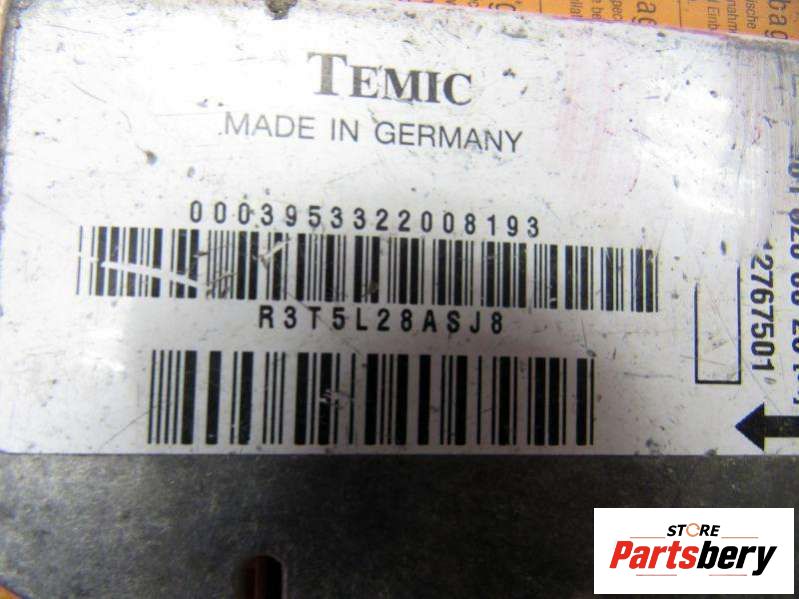 TEMIC
MADE IN GERMANY
0003953322008193
R3T5L28ASJ8
12767501
STORE
Partsbery